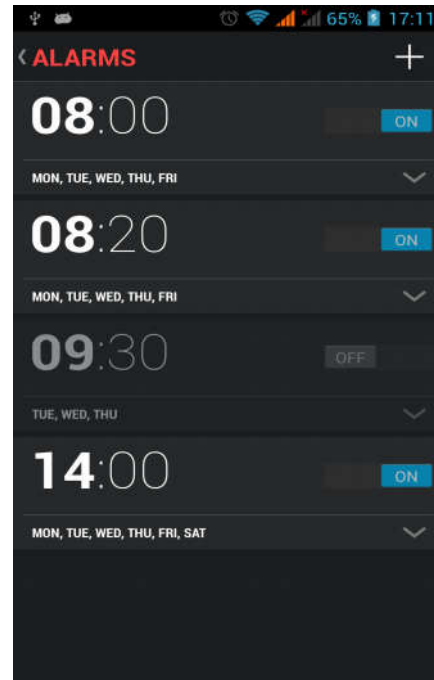 65% 17:11
ALARMS
08:00
ON
MON, TUE, WED, THU, FRI
08:20
ON
MON, TUE, WED, THU, FRI
09:30
OFF
TUE, WED, THU
14:00
ON
MON, TUE, WED, THU, FRI, SAT